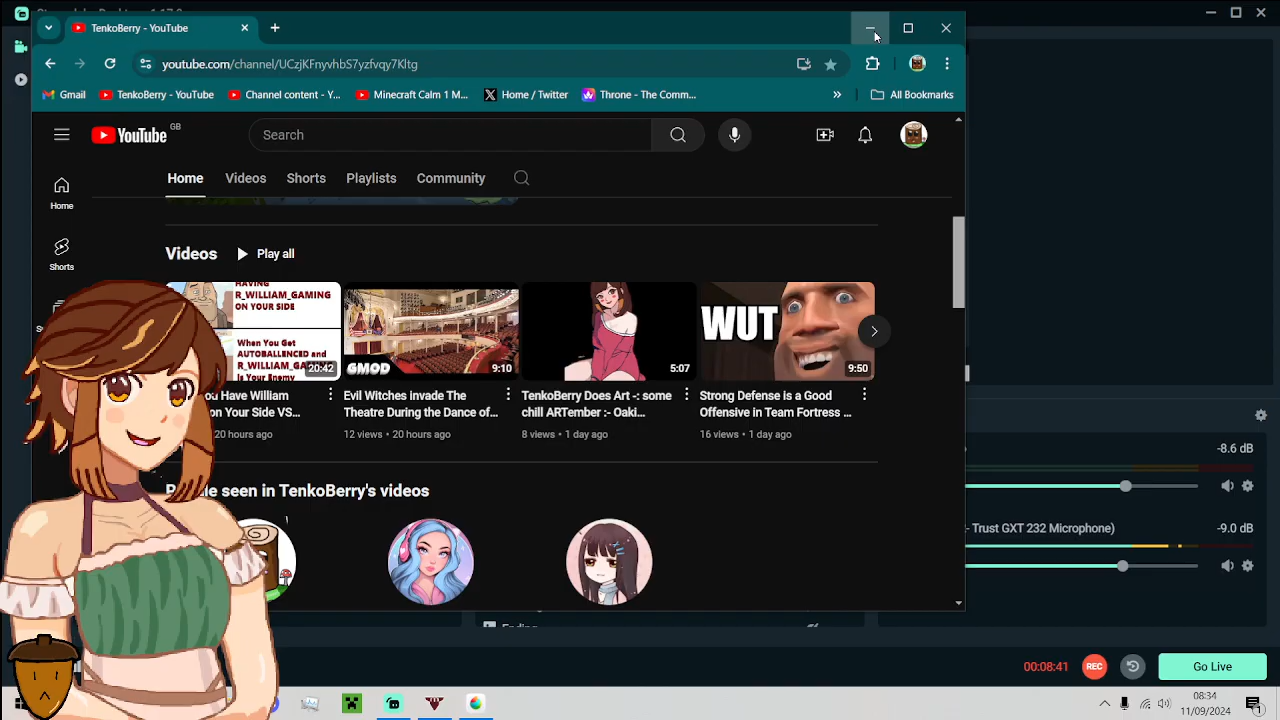 TenkoBerry - YouTube
youtube.com/channel/UCzjKFnyvhbS7yzfvqy7KItg
Gmail
TenkoBerry - YouTube
Channel content - Y...
Minecraft Calm 1 M...
Home / Twitter
Throne - The Comm...
All Bookmarks
YouTube GB
Search
Home
Videos
Shorts
Playlists
Community
Home
Shorts
Videos
Play all
HAVING
R_WILLIAM_GAMING
ON YOUR SIDE
When You Get
AUTOBALLENCED and
R_WILLIAM_GA
Is Your Enemy
20:42
GMOD
9:10
5:07
WUT
9:50
ou Have William
on Your Side VS...
20 hours ago
Evil Witches Invade The
Theatre During the Dance of...
12 views • 20 hours ago
TenkoBerry Does Art -: some
chill ARTember :- Oaki...
8 views • 1 day ago
Strong Defense is a Good
Offensive in Team Fortress ...
16 views • 1 day ago
seen in TenkoBerry's videos
-8.6 dB
- Trust GXT 232 Microphone)
-9.0 dB
00:08:41
REC
Go Live
08:34
11/09/2024
1